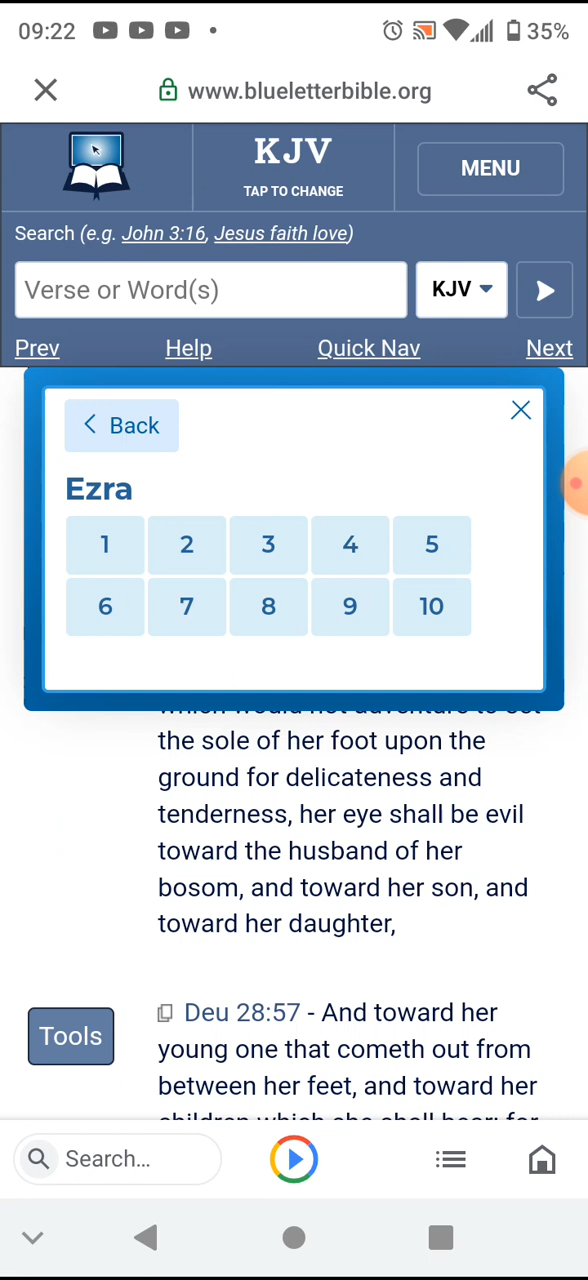 09:22
35%
www.blueletterbible.org
KJV
TAP TO CHANGE
MENU
Search (e.g. John 3:16, Jesus faith love)
Verse or Word(s)
KJV
Prev Help Quick Nav Next
Back
Ezra
1 2 3 4 5
6 7 8 9 10
the sole of her foot upon the
ground for delicateness and
tenderness, her eye shall be evil
toward the husband of her
bosom, and toward her son, and
toward her daughter,
Tools
Deu 28:57 - And toward her
young one that cometh out from
between her feet, and toward her
Search...